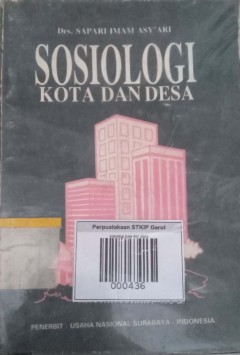 Drs. SAPARI IMAM ASY'ARI
SOSIOLOGI
KOTA DAN DESA
Perpustakaan STKIP Garut
000436
PENERBIT USAHA NASIONAL SURABAYA - INDONESIA